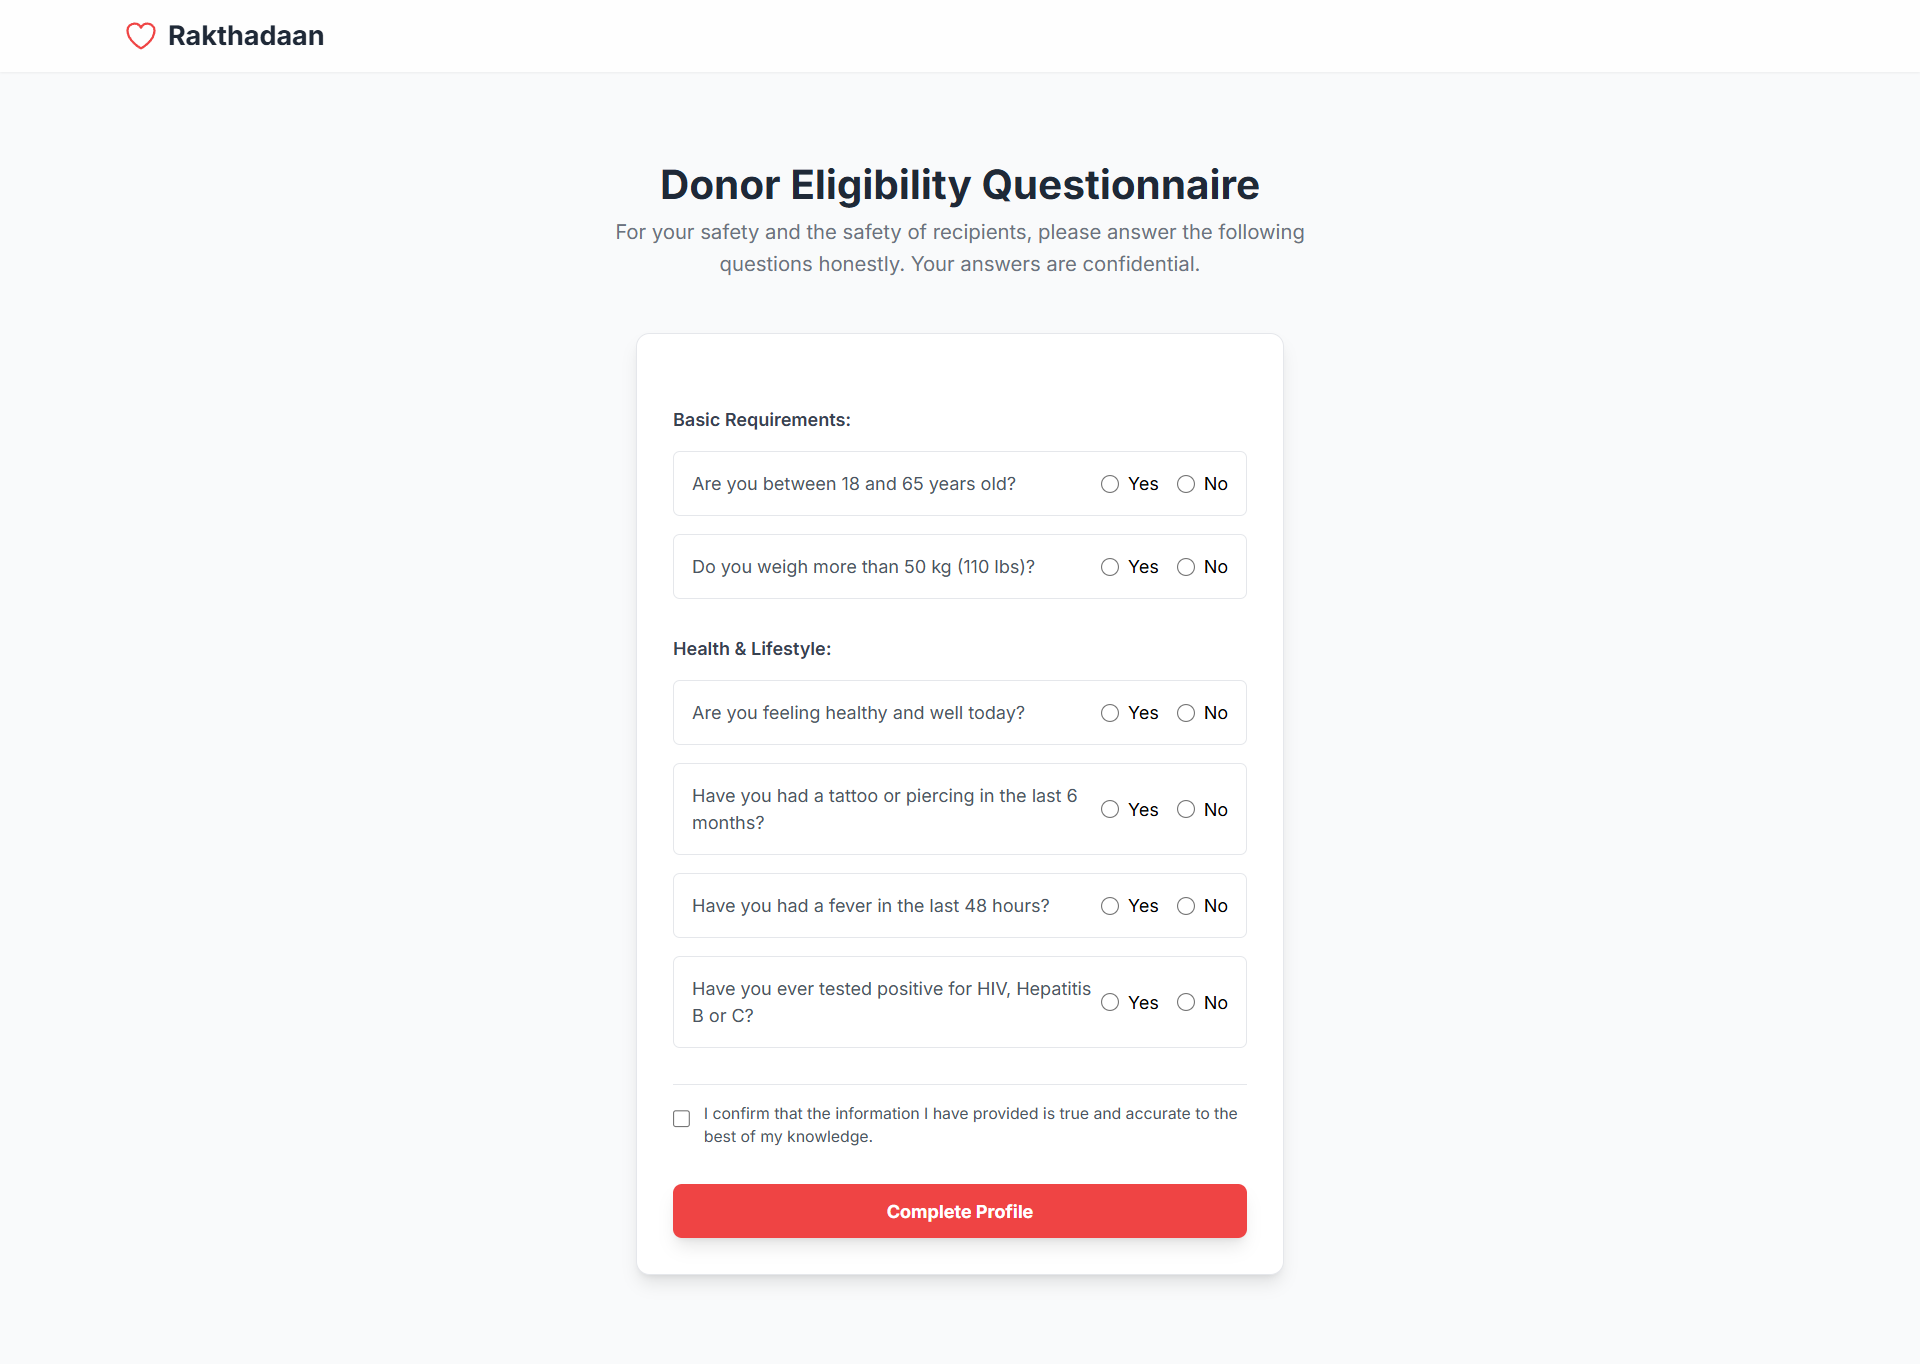 Rakthadaan
Donor Eligibility Questionnaire
For your safety and the safety of recipients, please answer the following
questions honestly. Your answers are confidential.
Basic Requirements:
Are you between 18 and 65 years old? Yes No
Do you weigh more than 50 kg (110 lbs)? Yes No
Health & Lifestyle:
Are you feeling healthy and well today? Yes No
Have you had a tattoo or piercing in the last 6
months? Yes No
Have you had a fever in the last 48 hours? Yes No
Have you ever tested positive for HIV, Hepatitis
B or C? Yes No
I confirm that the information I have provided is true and accurate to the
best of my knowledge.
Complete Profile